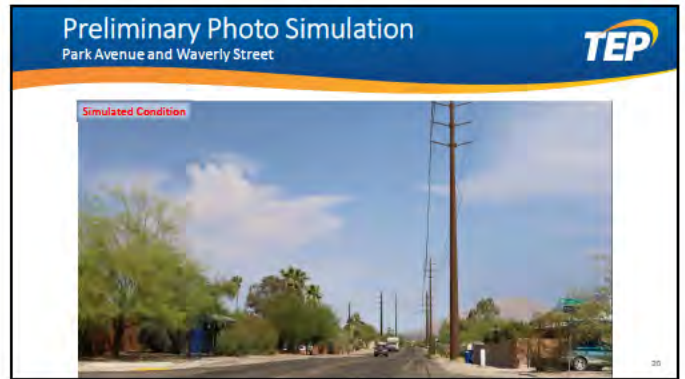 Preliminary Photo Simulation
Park Avenue and Waverly Street
TEP
Simulated Condition